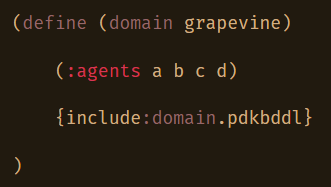 (define (domain grapevine)
(:agents a b c d)
{include:domain.pdkbddl}
)